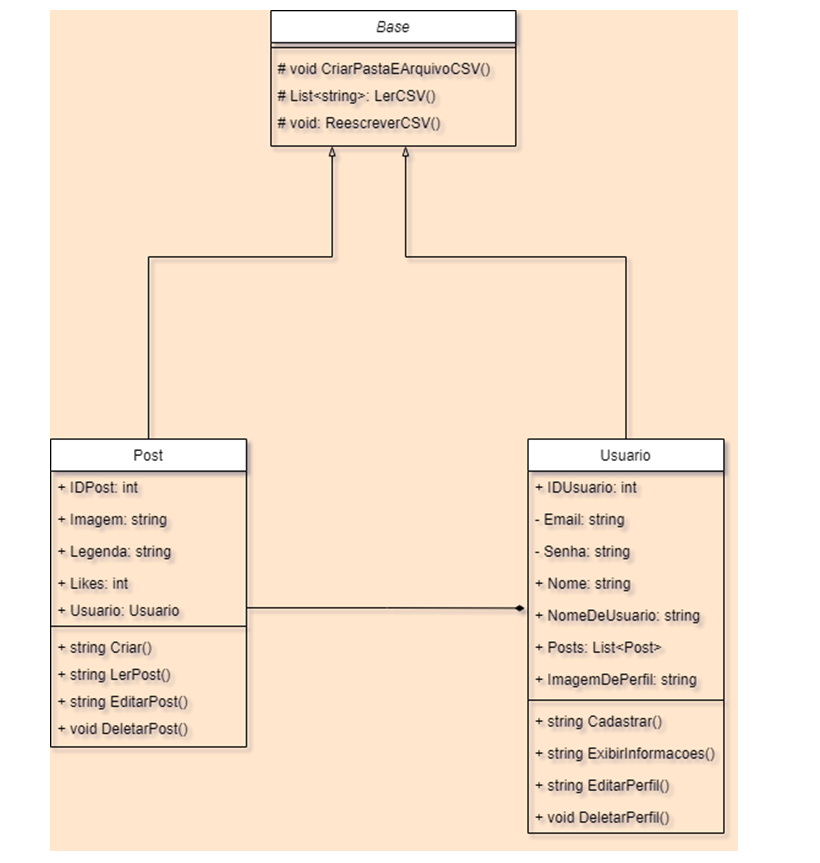 Base
# void CriarPastaEArquivoCSV()
# List<string>: LerCSV()
# void: ReescreverCSV()
Post
+ IDPost: int
+ Imagem: string
+ Legenda: string
+ Likes: int
+ Usuario: Usuario
+ string Criar()
+ string LerPost()
+ string EditarPost()
+ void DeletarPost()
Usuario
+ IDUsuario: int
- Email: string
- Senha: string
+ Nome: string
+ NomeDeUsuario: string
+ Posts: List<Post>
+ ImagemDePerfil: string
+ string Cadastrar()
+ string ExibirInformacoes()
+ string EditarPerfil()
+ void DeletarPerfil()